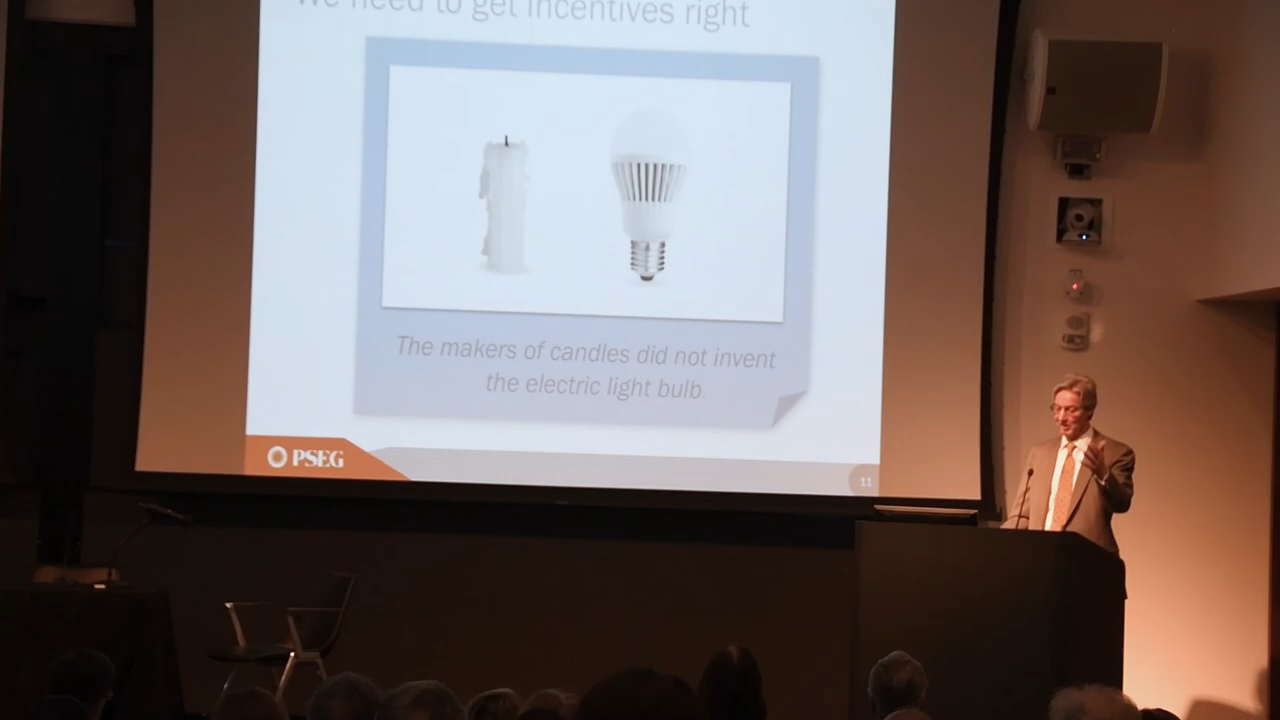 We need to get incentives right
The makers of candles did not invent
the electric light bulb
PSEG
11